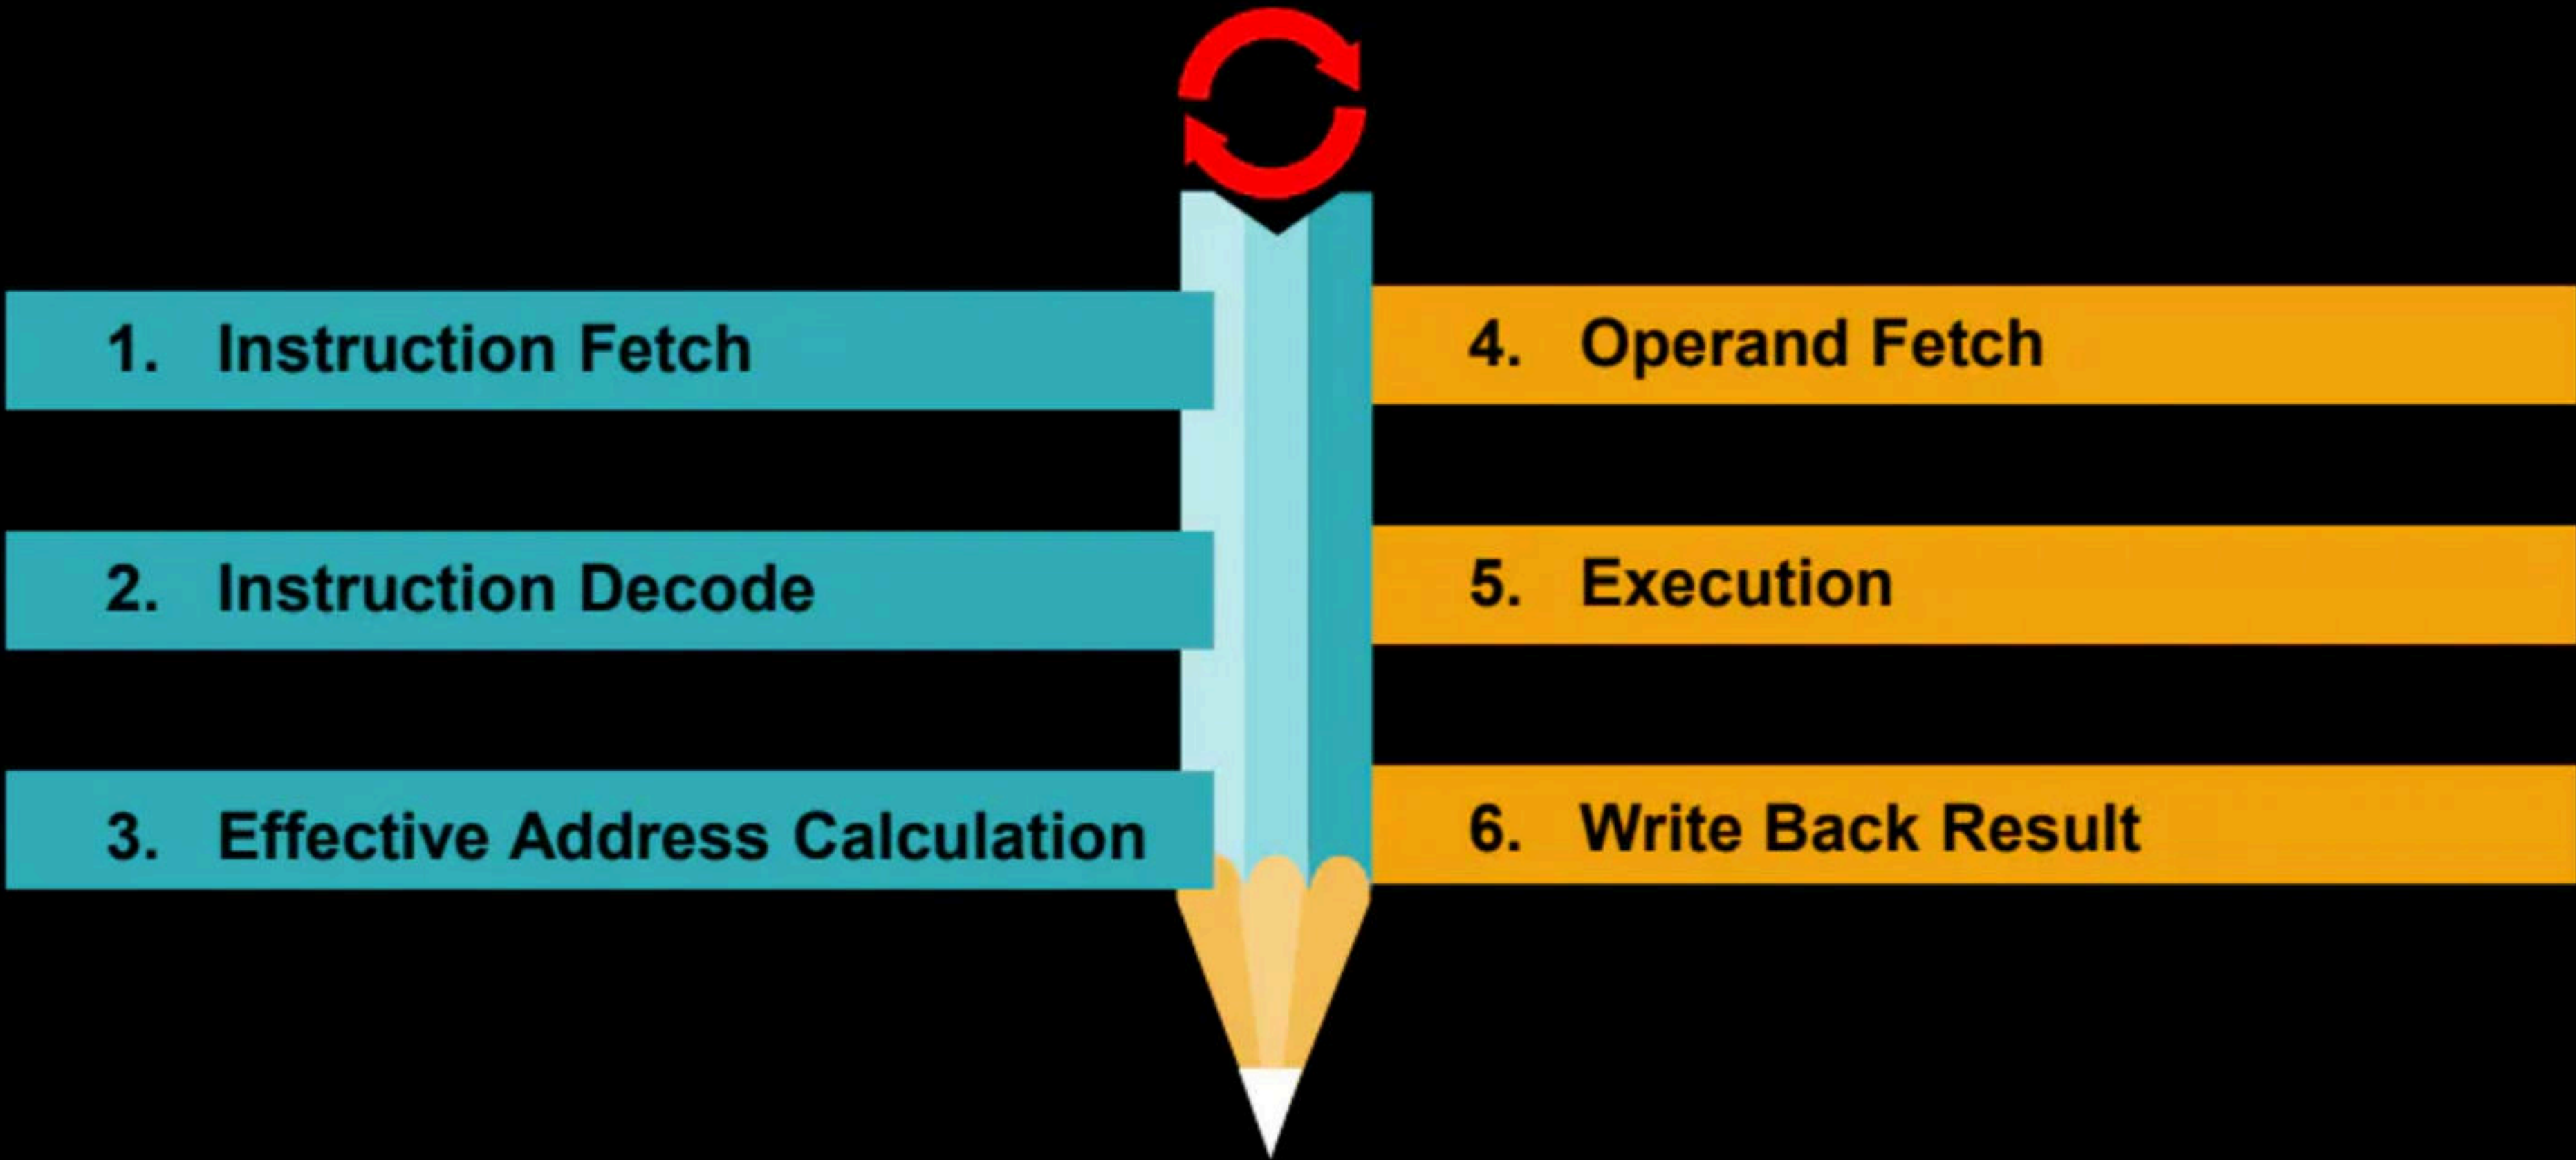 1. Instruction Fetch
2. Instruction Decode
3. Effective Address Calculation
4. Operand Fetch
5. Execution
6. Write Back Result